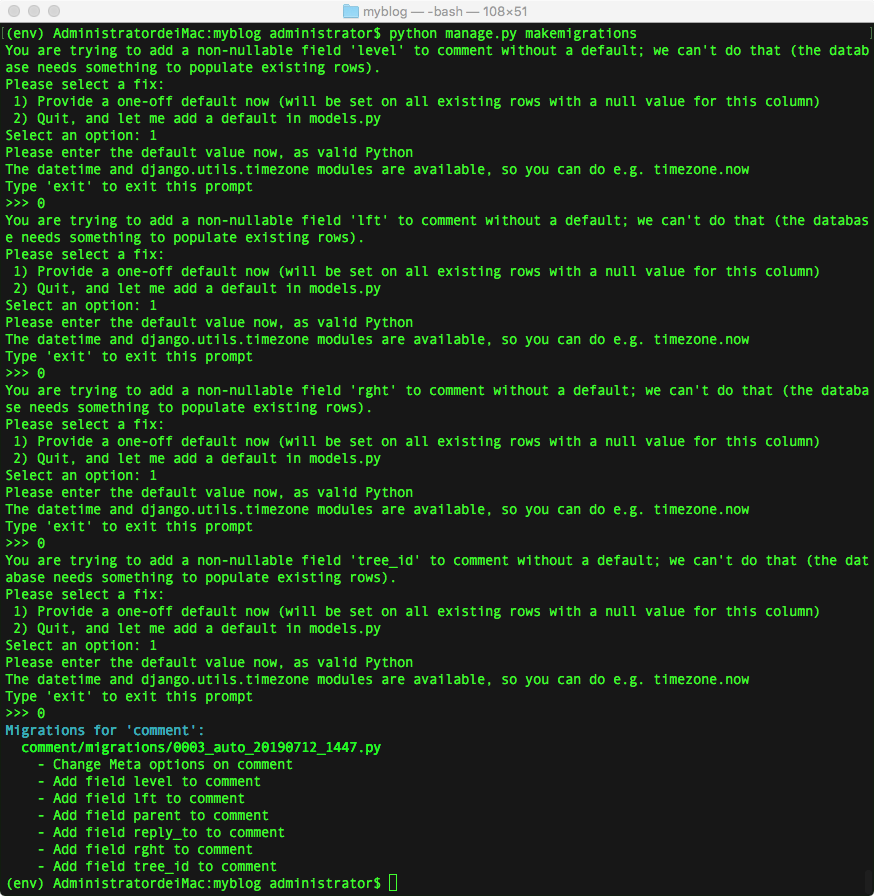 myblog — -bash — 108×51
[(env) AdministratordeiMac:myblog administrator$ python manage.py makemigrations ]
You are trying to add a non-nullable field 'level' to comment without a default; we can't do that (the datab
ase needs something to populate existing rows).
Please select a fix:
 1) Provide a one-off default now (will be set on all existing rows with a null value for this column)
 2) Quit, and let me add a default in models.py
Select an option: 1
Please enter the default value now, as valid Python
The datetime and django.utils.timezone modules are available, so you can do e.g. timezone.now
Type 'exit' to exit this prompt
>>> 0
You are trying to add a non-nullable field 'lft' to comment without a default; we can't do that (the databas
e needs something to populate existing rows).
Please select a fix:
 1) Provide a one-off default now (will be set on all existing rows with a null value for this column)
 2) Quit, and let me add a default in models.py
Select an option: 1
Please enter the default value now, as valid Python
The datetime and django.utils.timezone modules are available, so you can do e.g. timezone.now
Type 'exit' to exit this prompt
>>> 0
You are trying to add a non-nullable field 'rght' to comment without a default; we can't do that (the databa
se needs something to populate existing rows).
Please select a fix:
 1) Provide a one-off default now (will be set on all existing rows with a null value for this column)
 2) Quit, and let me add a default in models.py
Select an option: 1
Please enter the default value now, as valid Python
The datetime and django.utils.timezone modules are available, so you can do e.g. timezone.now
Type 'exit' to exit this prompt
>>> 0
You are trying to add a non-nullable field 'tree_id' to comment without a default; we can't do that (the dat
abase needs something to populate existing rows).
Please select a fix:
 1) Provide a one-off default now (will be set on all existing rows with a null value for this column)
 2) Quit, and let me add a default in models.py
Select an option: 1
Please enter the default value now, as valid Python
The datetime and django.utils.timezone modules are available, so you can do e.g. timezone.now
Type 'exit' to exit this prompt
>>> 0
Migrations for 'comment':
  comment/migrations/0003_auto_20190712_1447.py
    - Change Meta options on comment
    - Add field level to comment
    - Add field lft to comment
    - Add field parent to comment
    - Add field reply_to to comment
    - Add field rght to comment
    - Add field tree_id to comment
(env) AdministratordeiMac:myblog administrator$